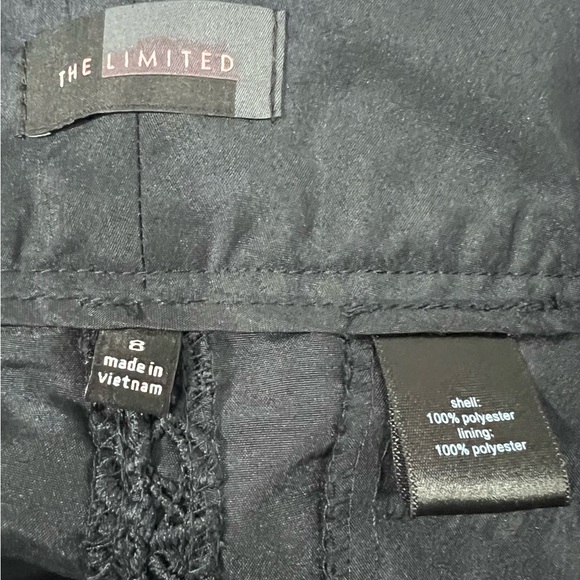 THE LIMITED
8
made in
vietnam
shell:
100% polyester
lining:
100% polyester